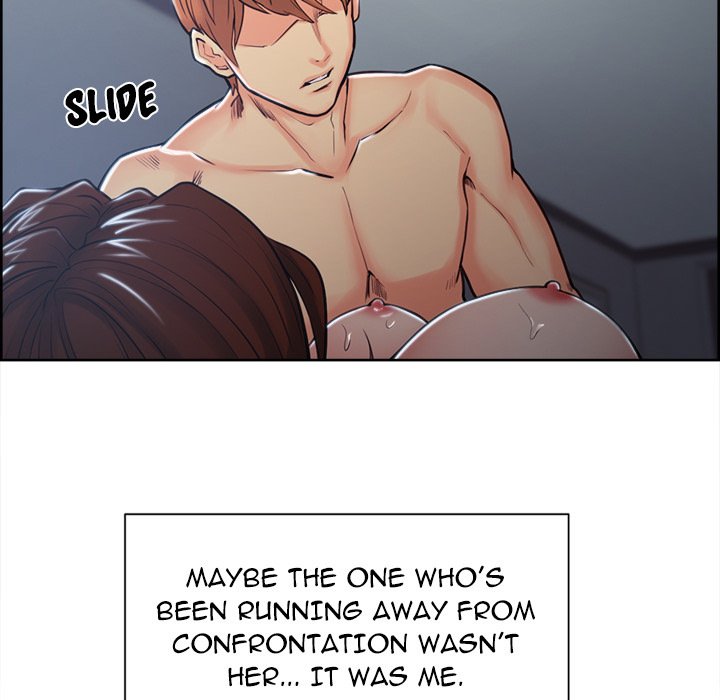 SLIDE
MAYBE THE ONE WHO'S
BEEN RUNNING AWAY FROM
CONFRONTATION WASN'T
HER... IT WAS ME.